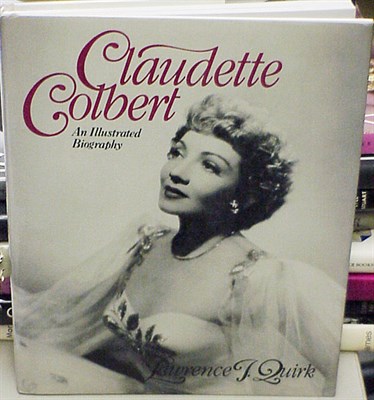 Claudette
Colbert
An Illustrated
Biography
Lawrence J. Quirk